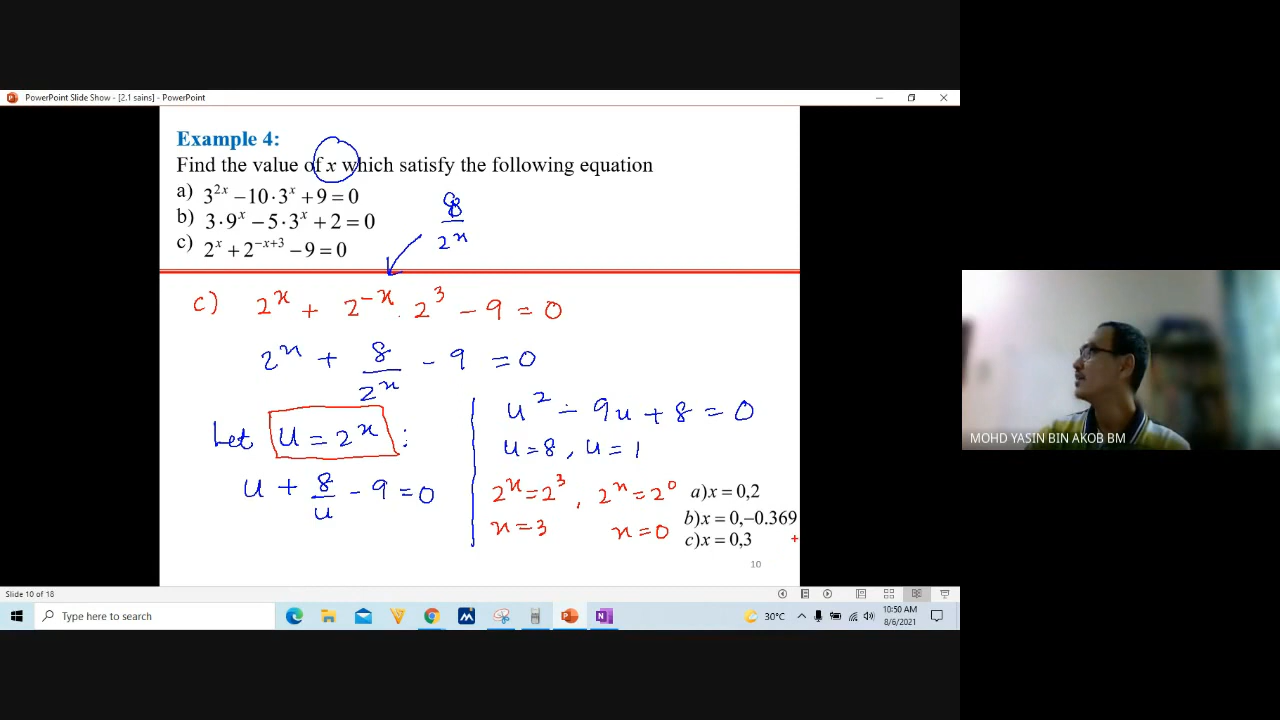 PowerPoint Slide Show - [2.1 sains] - PowerPoint
Example 4:
Find the value of x which satisfy the following equation
a) 3^{2x} − 10·3^x + 9 = 0
b) 3·9^x − 5·3^x + 2 = 0
c) 2^x + 2^{−x+3} − 9 = 0
8/2^x
c) 2^x + 2^{−x} . 2^3 − 9 = 0
2^x + 8/2^x − 9 = 0
Let u = 2^x :
u + 8/u − 9 = 0
u^2 − 9u + 8 = 0
u = 8 , u = 1
2^x = 2^3 , 2^x = 2^0
x = 3 x = 0
a)x = 0,2
b)x = 0,−0.369
c)x = 0,3
10
MOHD YASIN BIN AKOB BM
Slide 10 of 18
Type here to search
30°C
10:50 AM
8/6/2021